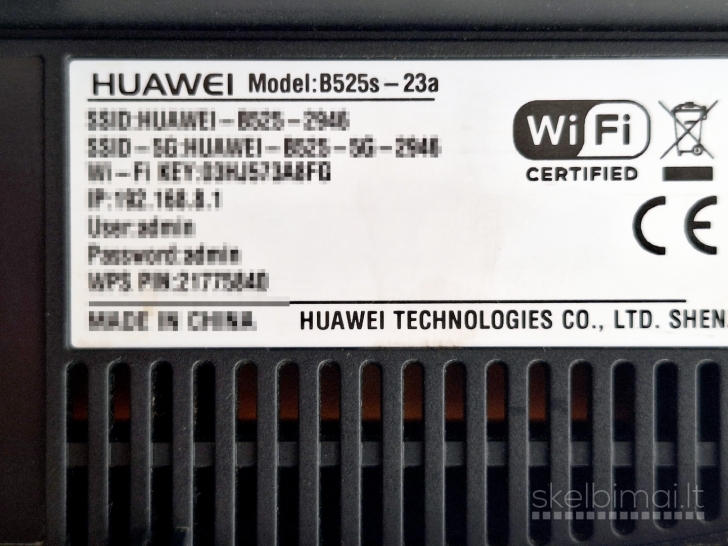 HUAWEI Model:B525s-23a
SSID:HUAWEI-B525-2946
SSID-5G:HUAWEI-B525-5G-2946
Wi-Fi KEY:
IP:192.168.8.1
User:admin
Password:admin
WPS PIN:
MADE IN CHINA HUAWEI TECHNOLOGIES CO., LTD. SHEN
WiFi
CERTIFIED
CE
skelbimai.lt